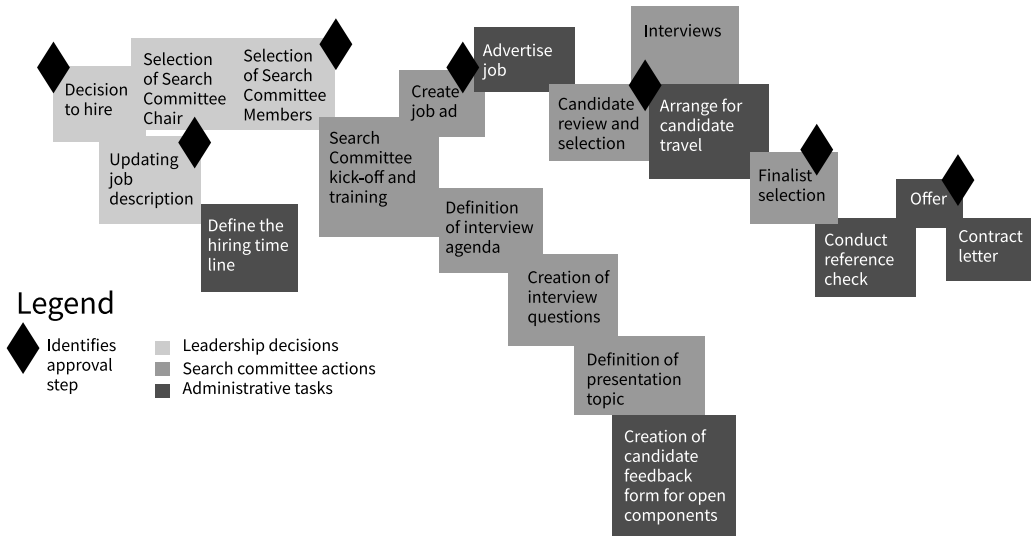 Decision
to hire
Selection
of Search
Committee
Chair
Selection
of Search
Committee
Members
Updating
job
description
Define the
hiring time
line
Search
Committee
kick-off and
training
Create
job ad
Advertise
job
Definition
of interview
agenda
Creation of
interview
questions
Definition of
presentation
topic
Creation of
candidate
feedback
form for open
components
Candidate
review and
selection
Interviews
Arrange for
candidate
travel
Finalist
selection
Conduct
reference
check
Offer
Contract
letter
Legend
Identifies
approval
step
Leadership decisions
Search committee actions
Administrative tasks